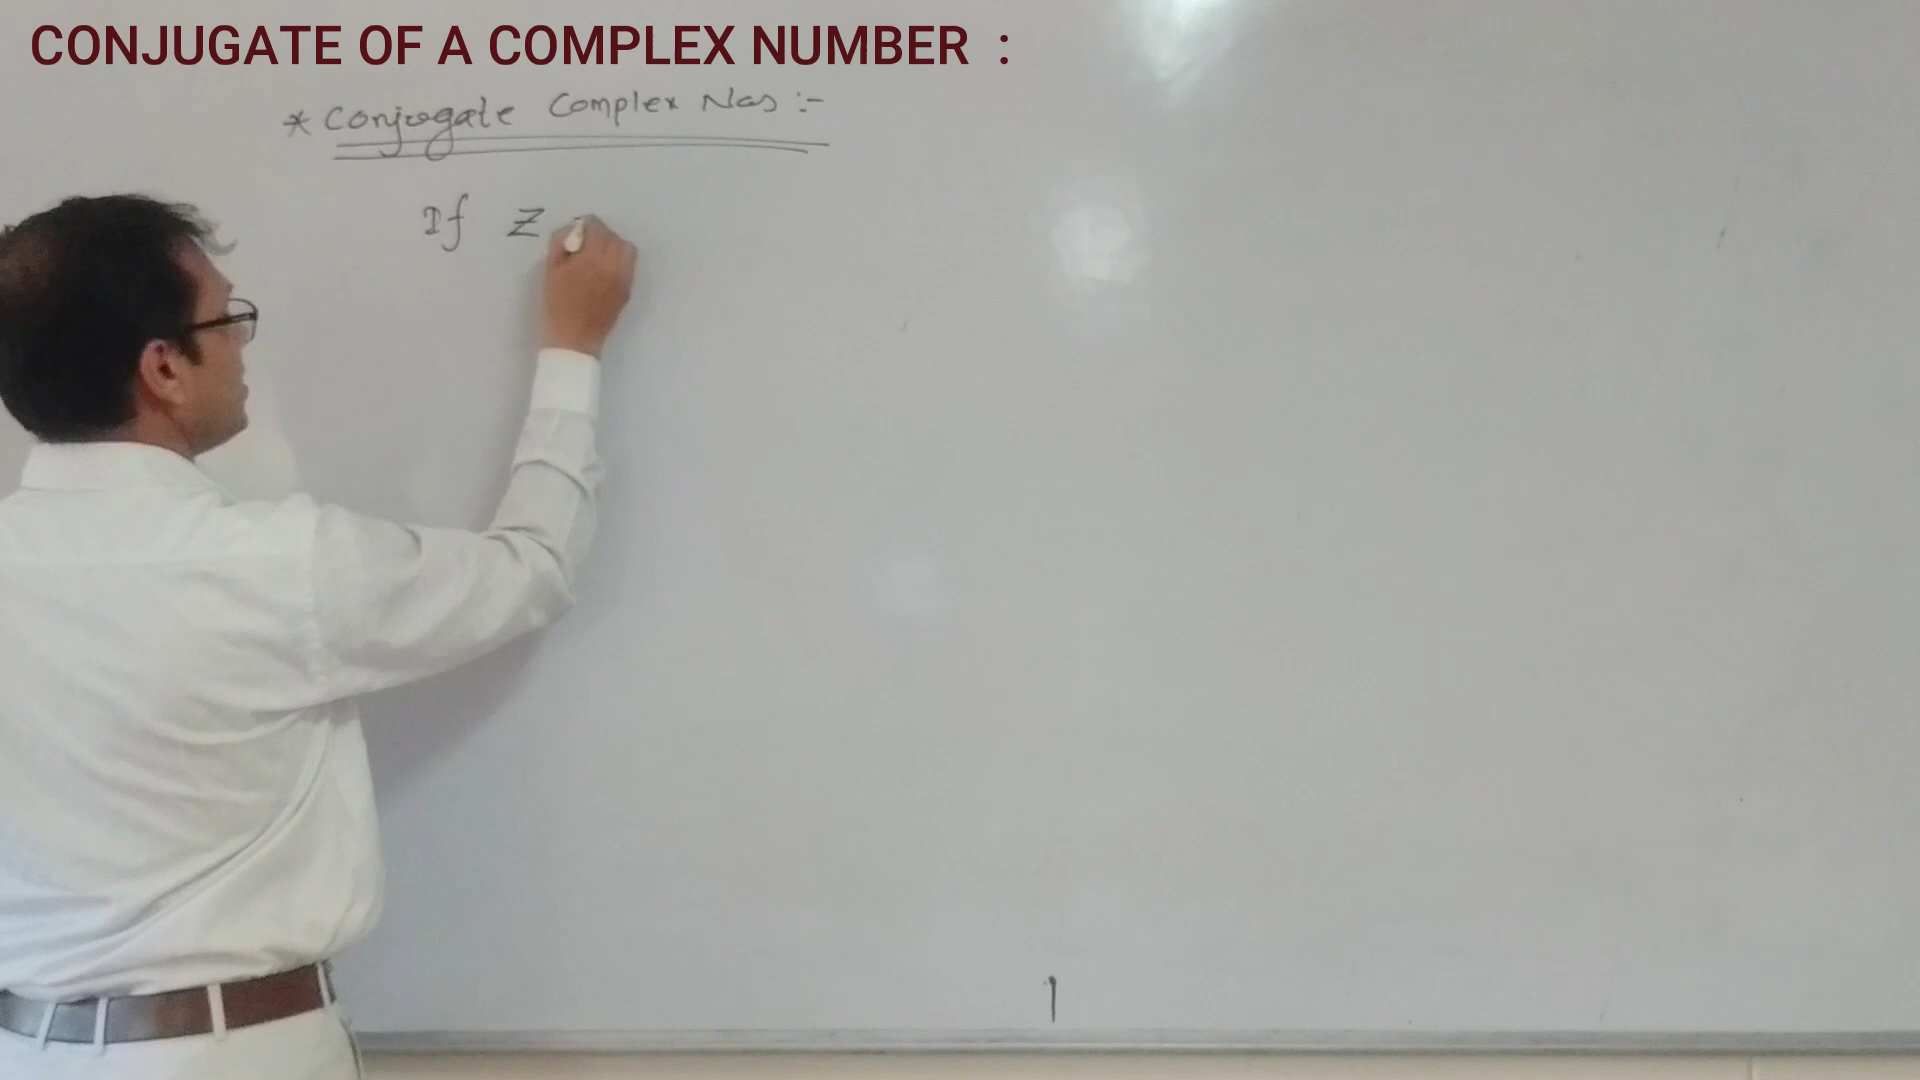 CONJUGATE OF A COMPLEX NUMBER :
* Conjugate Complex Nos :-
If Z